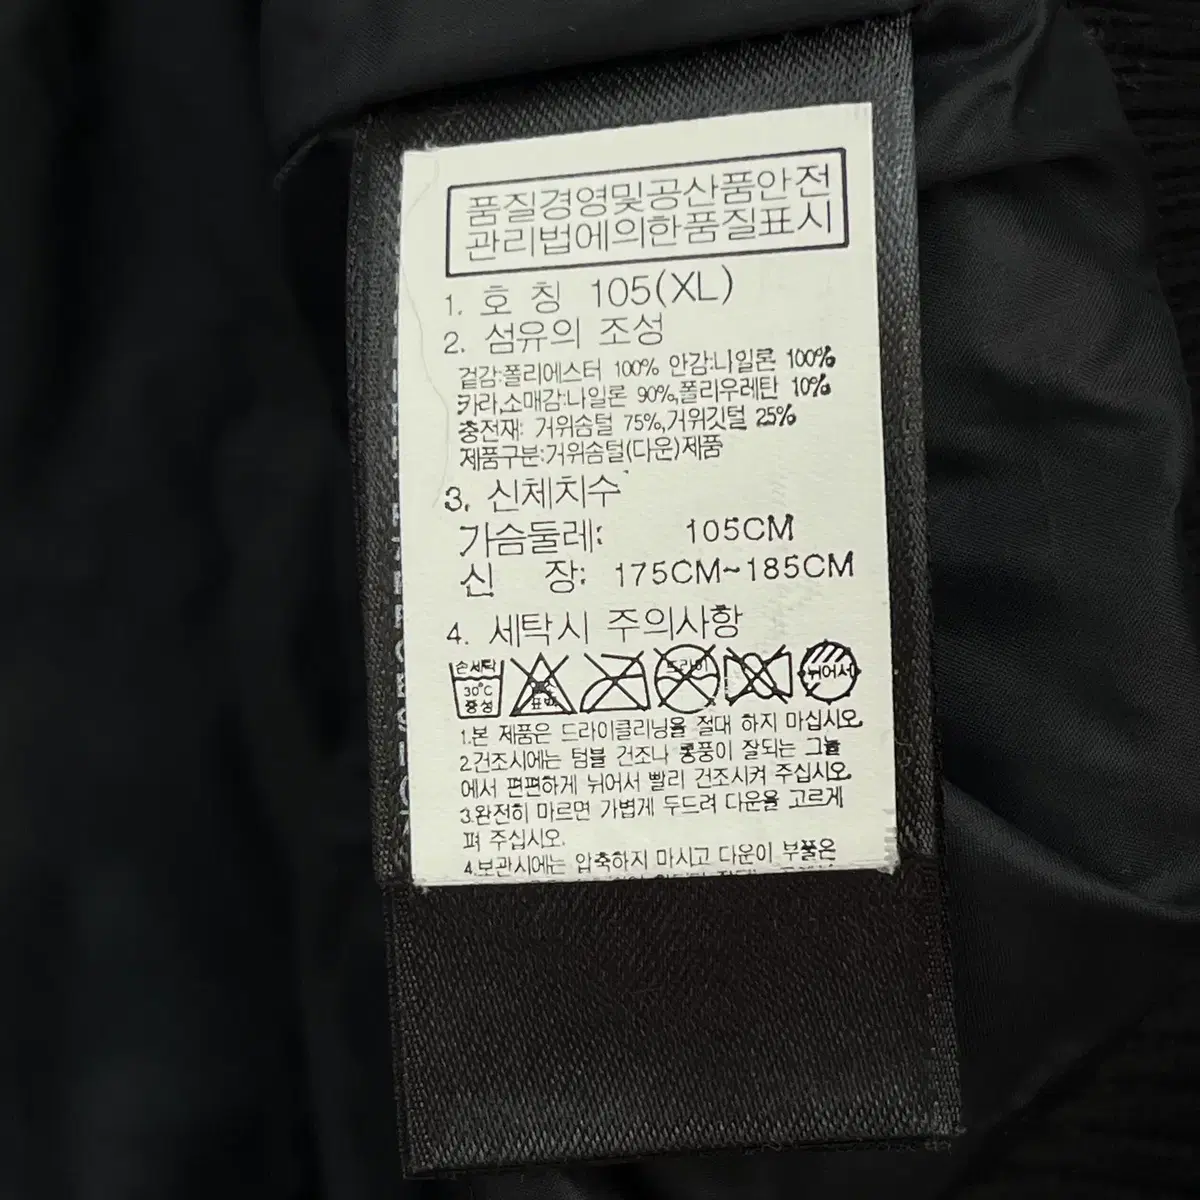 품질경영및공산품안전
관리법에의한품질표시
1. 호 칭 105(XL)
2. 섬유의 조성
겉감:폴리에스터 100% 안감:나일론 100%
카라,소매감:나일론 90%,폴리우레탄 10%
충전재: 거위솜털 75%,거위깃털 25%
제품구분:거위솜털(다운)제품
3. 신체치수
가슴둘레: 105CM
신 장: 175CM~185CM
4. 세탁시 주의사항
손세탁 30°C 중성 드라이 뉘어서
1.본 제품은 드라이클리닝을 절대 하지 마십시오.
2.건조시에는 텀블 건조나 통풍이 잘되는 그늘
에서 편편하게 뉘어서 빨리 건조시켜 주십시오.
3.완전히 마르면 가볍게 두드려 다운을 고르게
펴 주십시오.
4.보관시에는 압축하지 마시고 다운이 부풀은